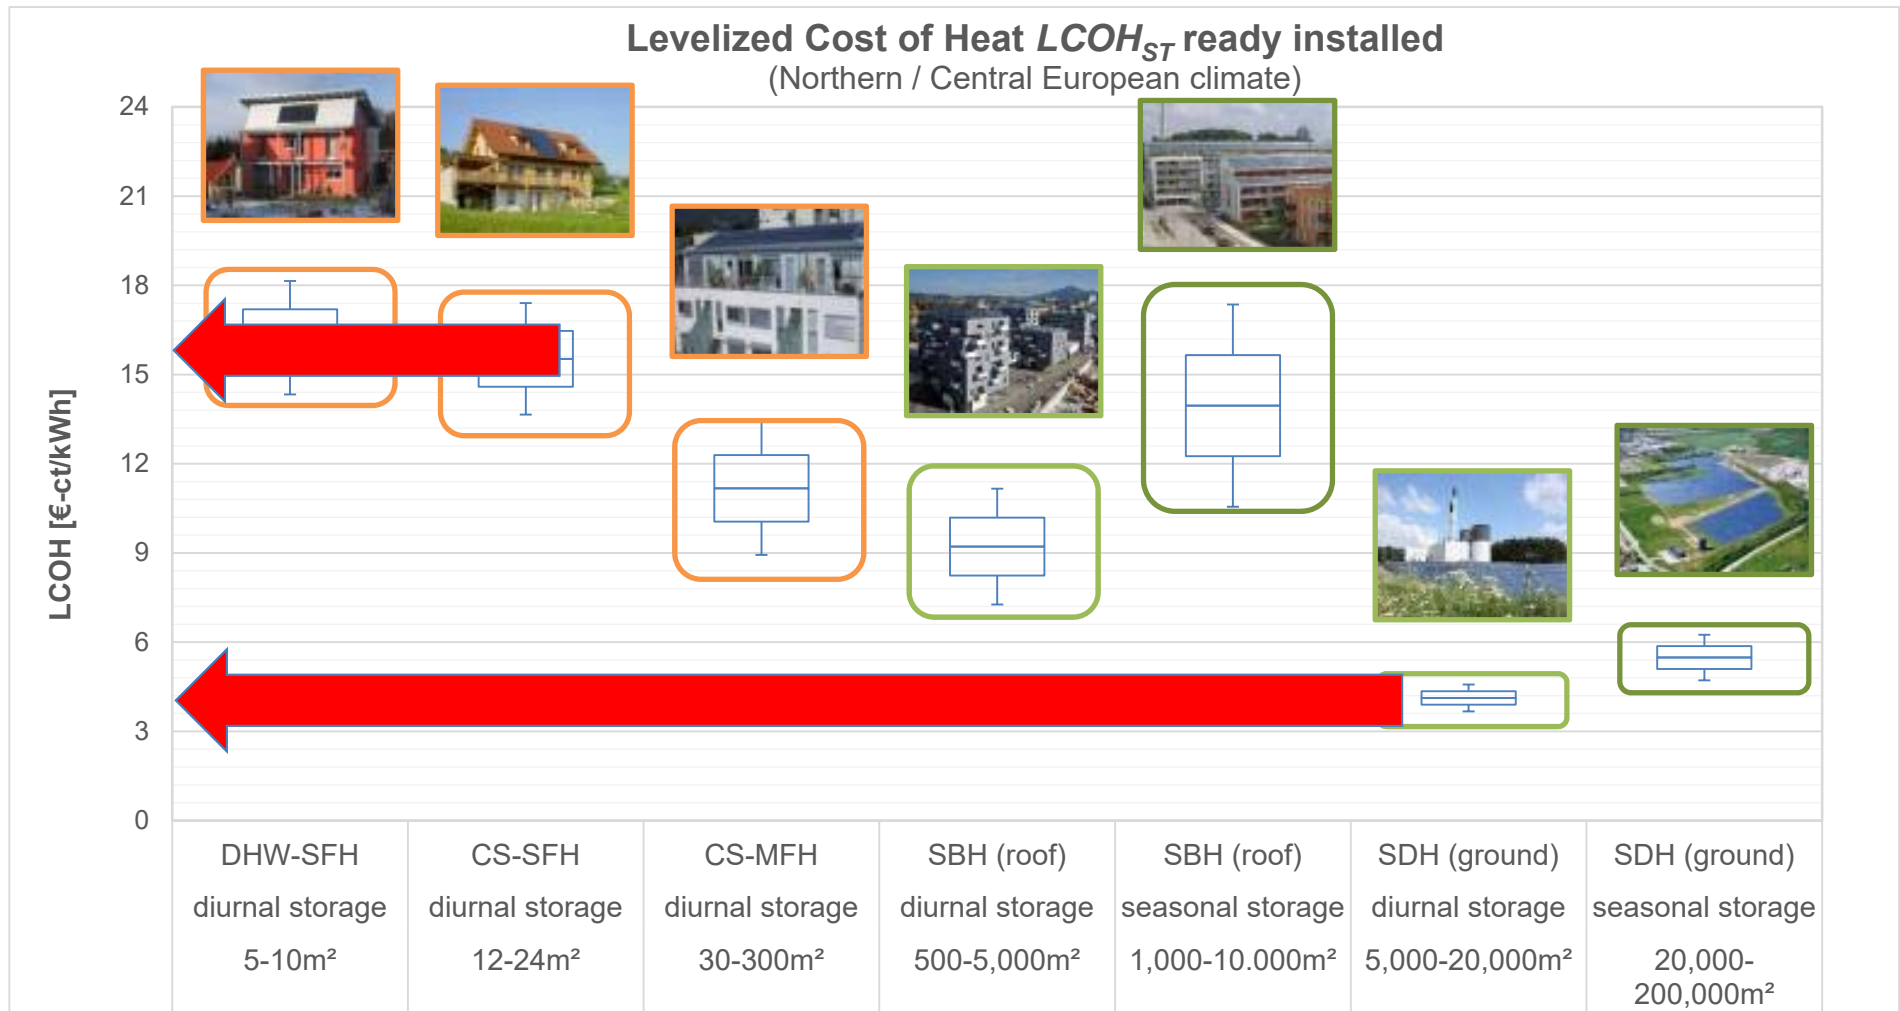 Levelized Cost of Heat LCOH_ST ready installed
(Northern / Central European climate)
LCOH [€-ct/kWh]
24
21
18
15
12
9
6
3
0
DHW-SFH
diurnal storage
5-10m²
CS-SFH
diurnal storage
12-24m²
CS-MFH
diurnal storage
30-300m²
SBH (roof)
diurnal storage
500-5,000m²
SBH (roof)
seasonal storage
1,000-10.000m²
SDH (ground)
diurnal storage
5,000-20,000m²
SDH (ground)
seasonal storage
20,000-
200,000m²